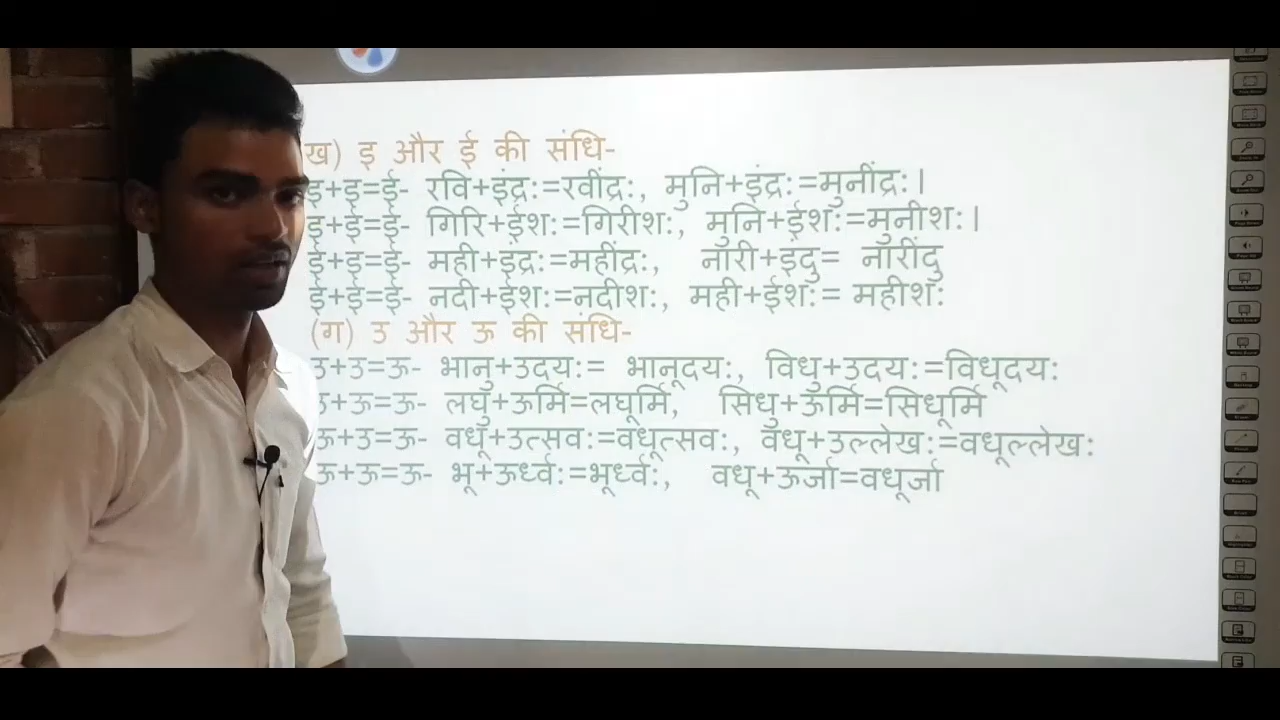 ख) इ और ई की संधि-
इ+इ=ई- रवि+इंद्र:=रवींद्र:, मुनि+इंद्र:=मुनींद्र:।
इ+ई=ई- गिरि+ईश:=गिरीश:, मुनि+ईश:=मुनीश:।
ई+इ=ई- मही+इंद्र:=महींद्र:, नारी+इंदु= नारींदु
ई+ई=ई- नदी+ईश:=नदीश:, मही+ईश:= महीश:
(ग) उ और ऊ की संधि-
उ+उ=ऊ- भानु+उदय:= भानूदय:, विधु+उदय:=विधूदय:
उ+ऊ=ऊ- लघु+ऊर्मि=लघूर्मि, सिधु+ऊर्मि=सिधूर्मि
ऊ+उ=ऊ- वधू+उत्सव:=वधूत्सव:, वधू+उल्लेख:=वधूल्लेख:
ऊ+ऊ=ऊ- भू+ऊर्ध्व:=भूर्ध्व:, वधू+ऊर्जा=वधूर्जा